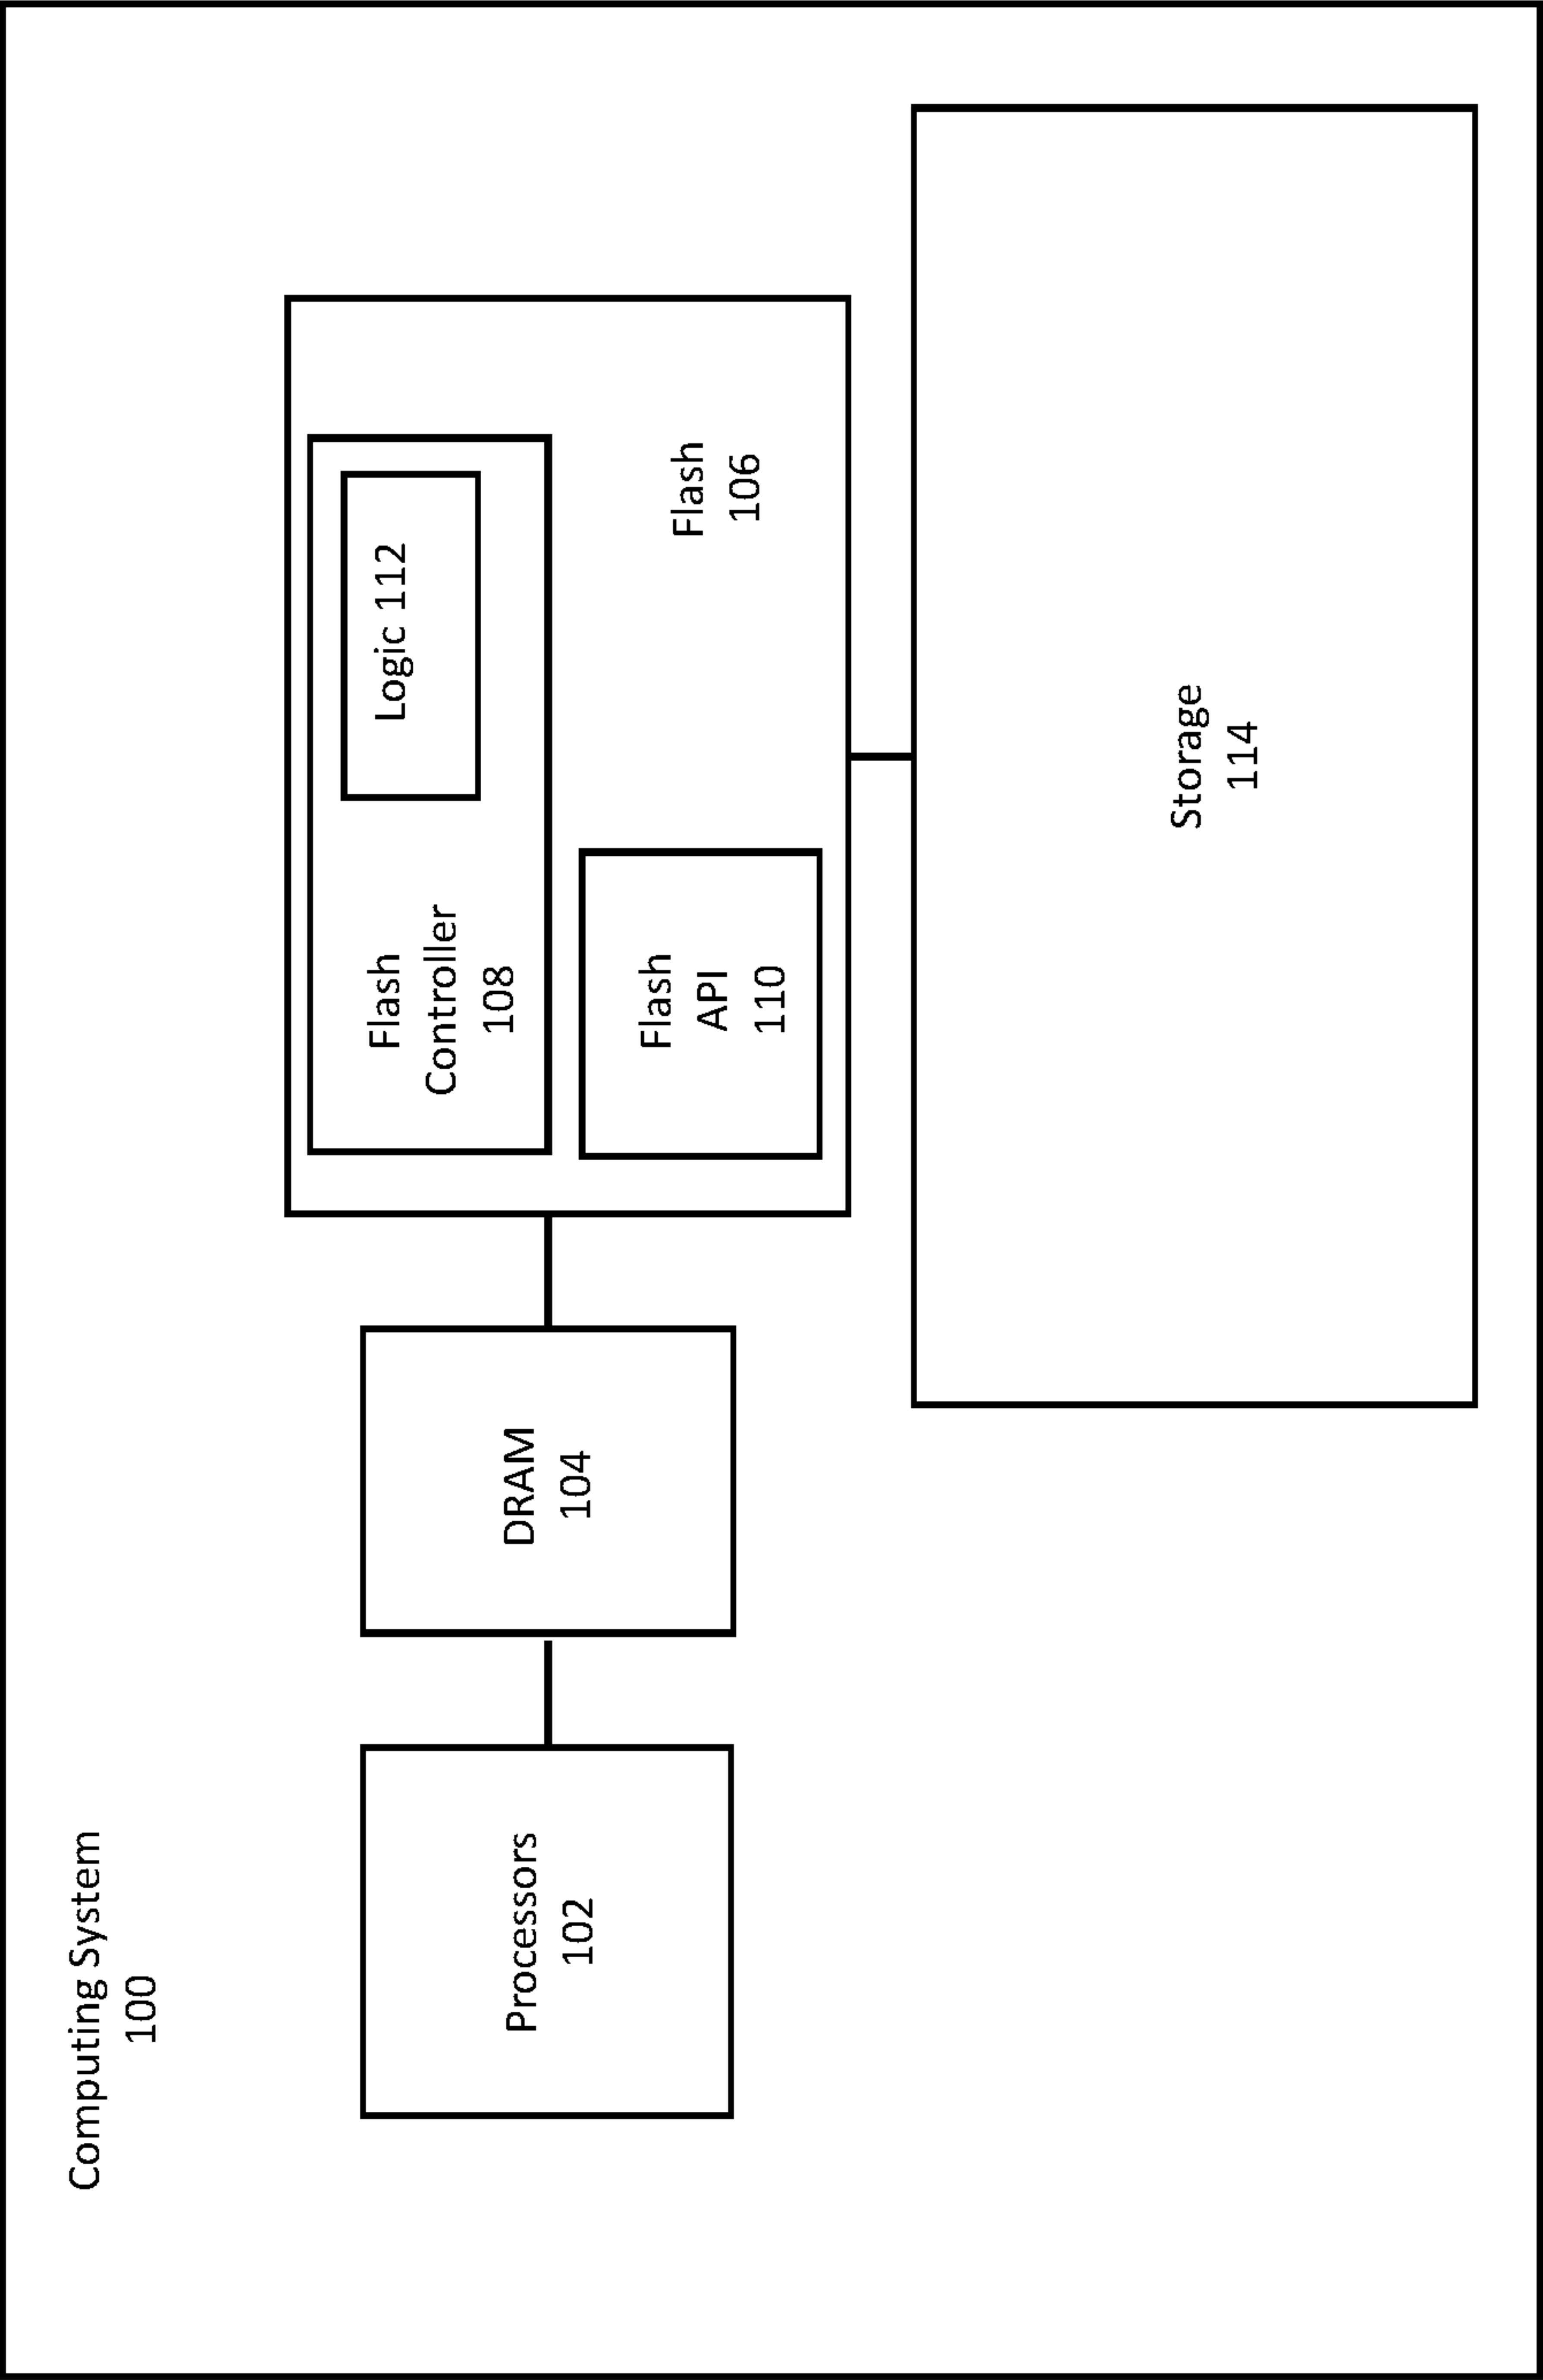 Computing System
100
Processors
102
DRAM
104
Flash
Controller
108
Logic 112
Flash
API
110
Flash
106
Storage
114